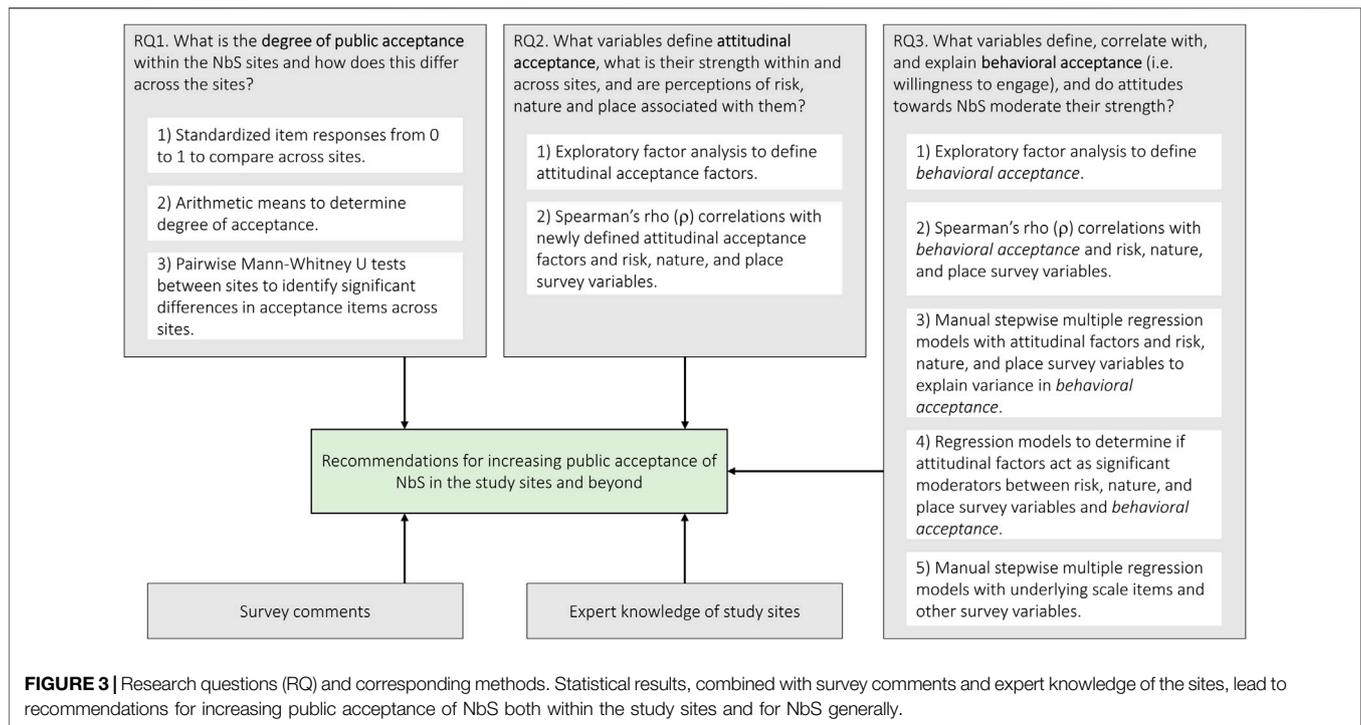 RQ1. What is the degree of public acceptance
within the NbS sites and how does this differ
across the sites?
1) Standardized item responses from 0
to 1 to compare across sites.
2) Arithmetic means to determine
degree of acceptance.
3) Pairwise Mann-Whitney U tests
between sites to identify significant
differences in acceptance items across
sites.
RQ2. What variables define attitudinal
acceptance, what is their strength within and
across sites, and are perceptions of risk,
nature and place associated with them?
1) Exploratory factor analysis to define
attitudinal acceptance factors.
2) Spearman’s rho (ρ) correlations with
newly defined attitudinal acceptance
factors and risk, nature, and place
survey variables.
RQ3. What variables define, correlate with,
and explain behavioral acceptance (i.e.
willingness to engage), and do attitudes
towards NbS moderate their strength?
1) Exploratory factor analysis to define
behavioral acceptance.
2) Spearman’s rho (ρ) correlations with
behavioral acceptance and risk, nature,
and place survey variables.
3) Manual stepwise multiple regression
models with attitudinal factors and risk,
nature, and place survey variables to
explain variance in behavioral
acceptance.
4) Regression models to determine if
attitudinal factors act as significant
moderators between risk, nature, and
place survey variables and behavioral
acceptance.
5) Manual stepwise multiple regression
models with underlying scale items and
other survey variables.
Recommendations for increasing public acceptance of
NbS in the study sites and beyond
Survey comments
Expert knowledge of study sites
FIGURE 3 | Research questions (RQ) and corresponding methods. Statistical results, combined with survey comments and expert knowledge of the sites, lead to
recommendations for increasing public acceptance of NbS both within the study sites and for NbS generally.